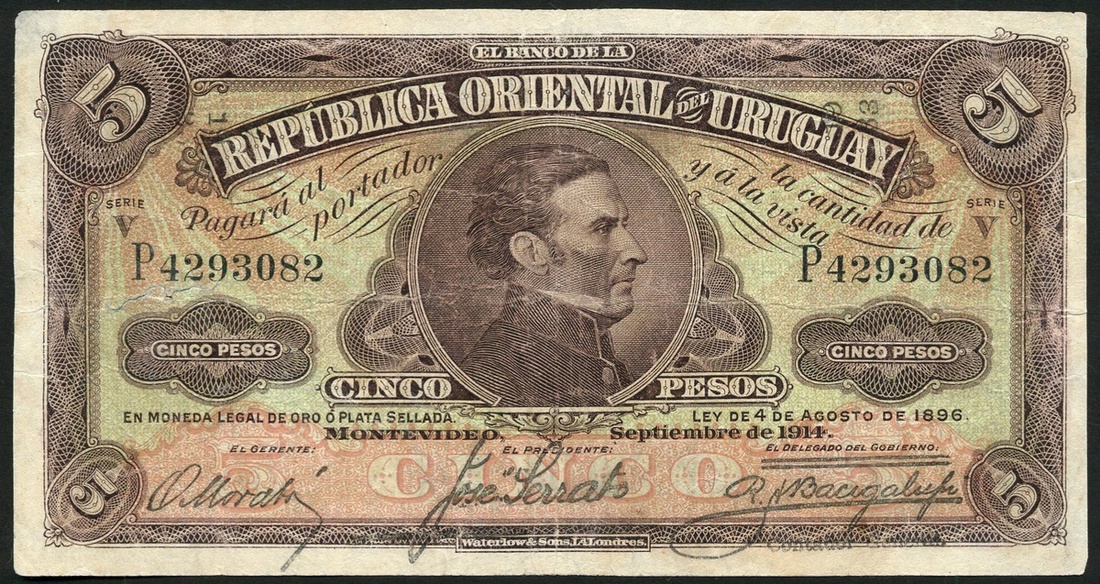 EL BANCO DE LA
5 5
REPÚBLICA ORIENTAL DEL URUGUAY
Pagará al portador y á la vista la cantidad de
SERIE V SERIE V
P4293082 P4293082
CINCO PESOS CINCO PESOS
CINCO PESOS
EN MONEDA LEGAL DE ORO Ó PLATA SELLADA. LEY DE 4 DE AGOSTO DE 1896.
MONTEVIDEO, Septiembre de 1914.
EL GERENTE: EL PRESIDENTE: EL DELEGADO DEL GOBIERNO.
CINCO
José Serrato
5 5
Waterlow & Sons, Ld Londres.
Contador